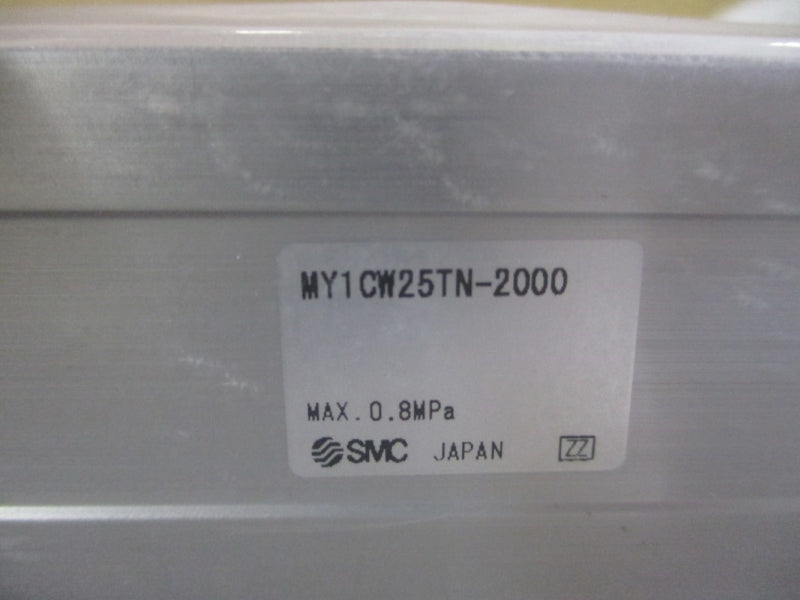 MY1CW25TN-2000
MAX. 0.8MPa
SMC JAPAN ZZ